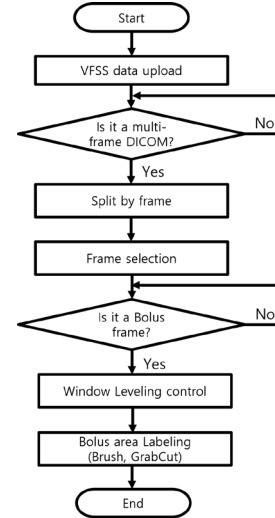 Start
VFSS data upload
Is it a multi-
frame DICOM?
No
Yes
Split by frame
Frame selection
Is it a Bolus
frame?
No
Yes
Window Leveling control
Bolus area Labeling
(Brush, GrabCut)
End